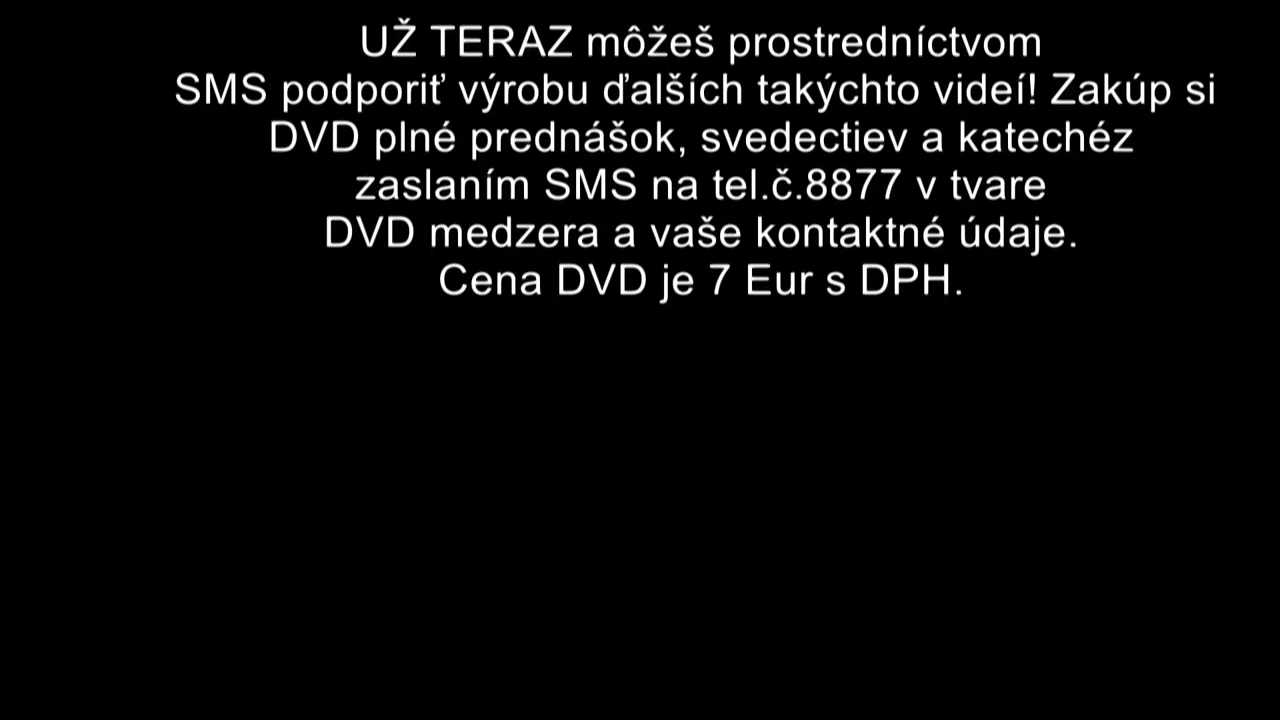 UŽ TERAZ môžeš prostredníctvom
SMS podporiť výrobu ďalších takýchto videí! Zakúp si
DVD plné prednášok, svedectiev a katechéz
zaslaním SMS na tel.č.8877 v tvare
DVD medzera a vaše kontaktné údaje.
Cena DVD je 7 Eur s DPH.